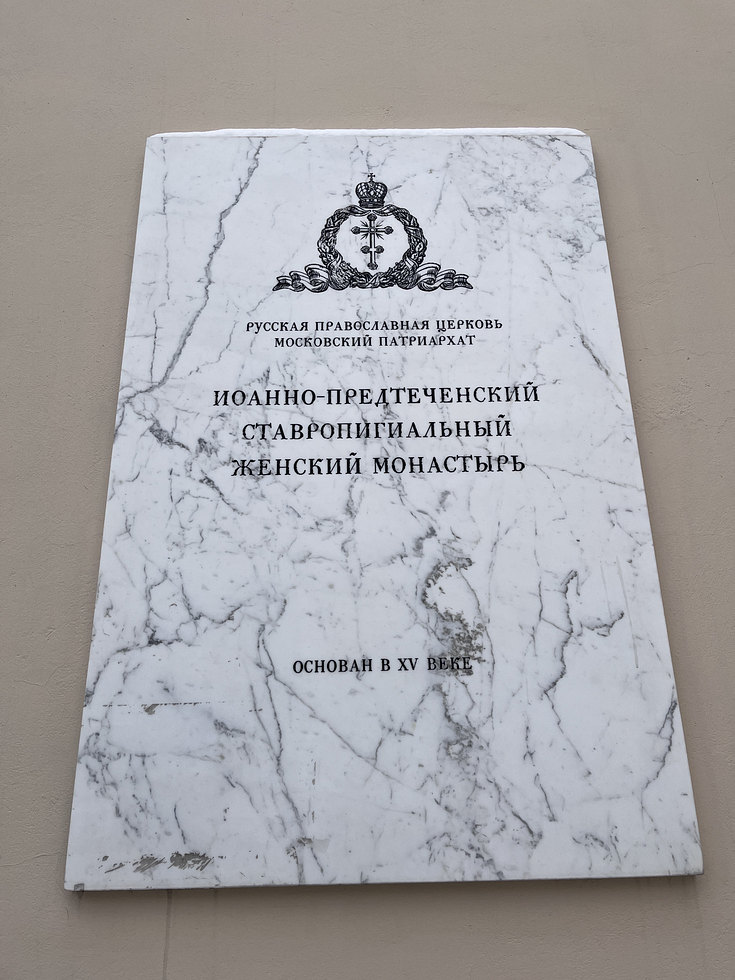 РУССКАЯ ПРАВОСЛАВНАЯ ЦЕРКОВЬ
МОСКОВСКИЙ ПАТРИАРХАТ
ИОАННО-ПРЕДТЕЧЕНСКИЙ
СТАВРОПИГИАЛЬНЫЙ
ЖЕНСКИЙ МОНАСТЫРЬ
ОСНОВАН В XV ВЕКЕ